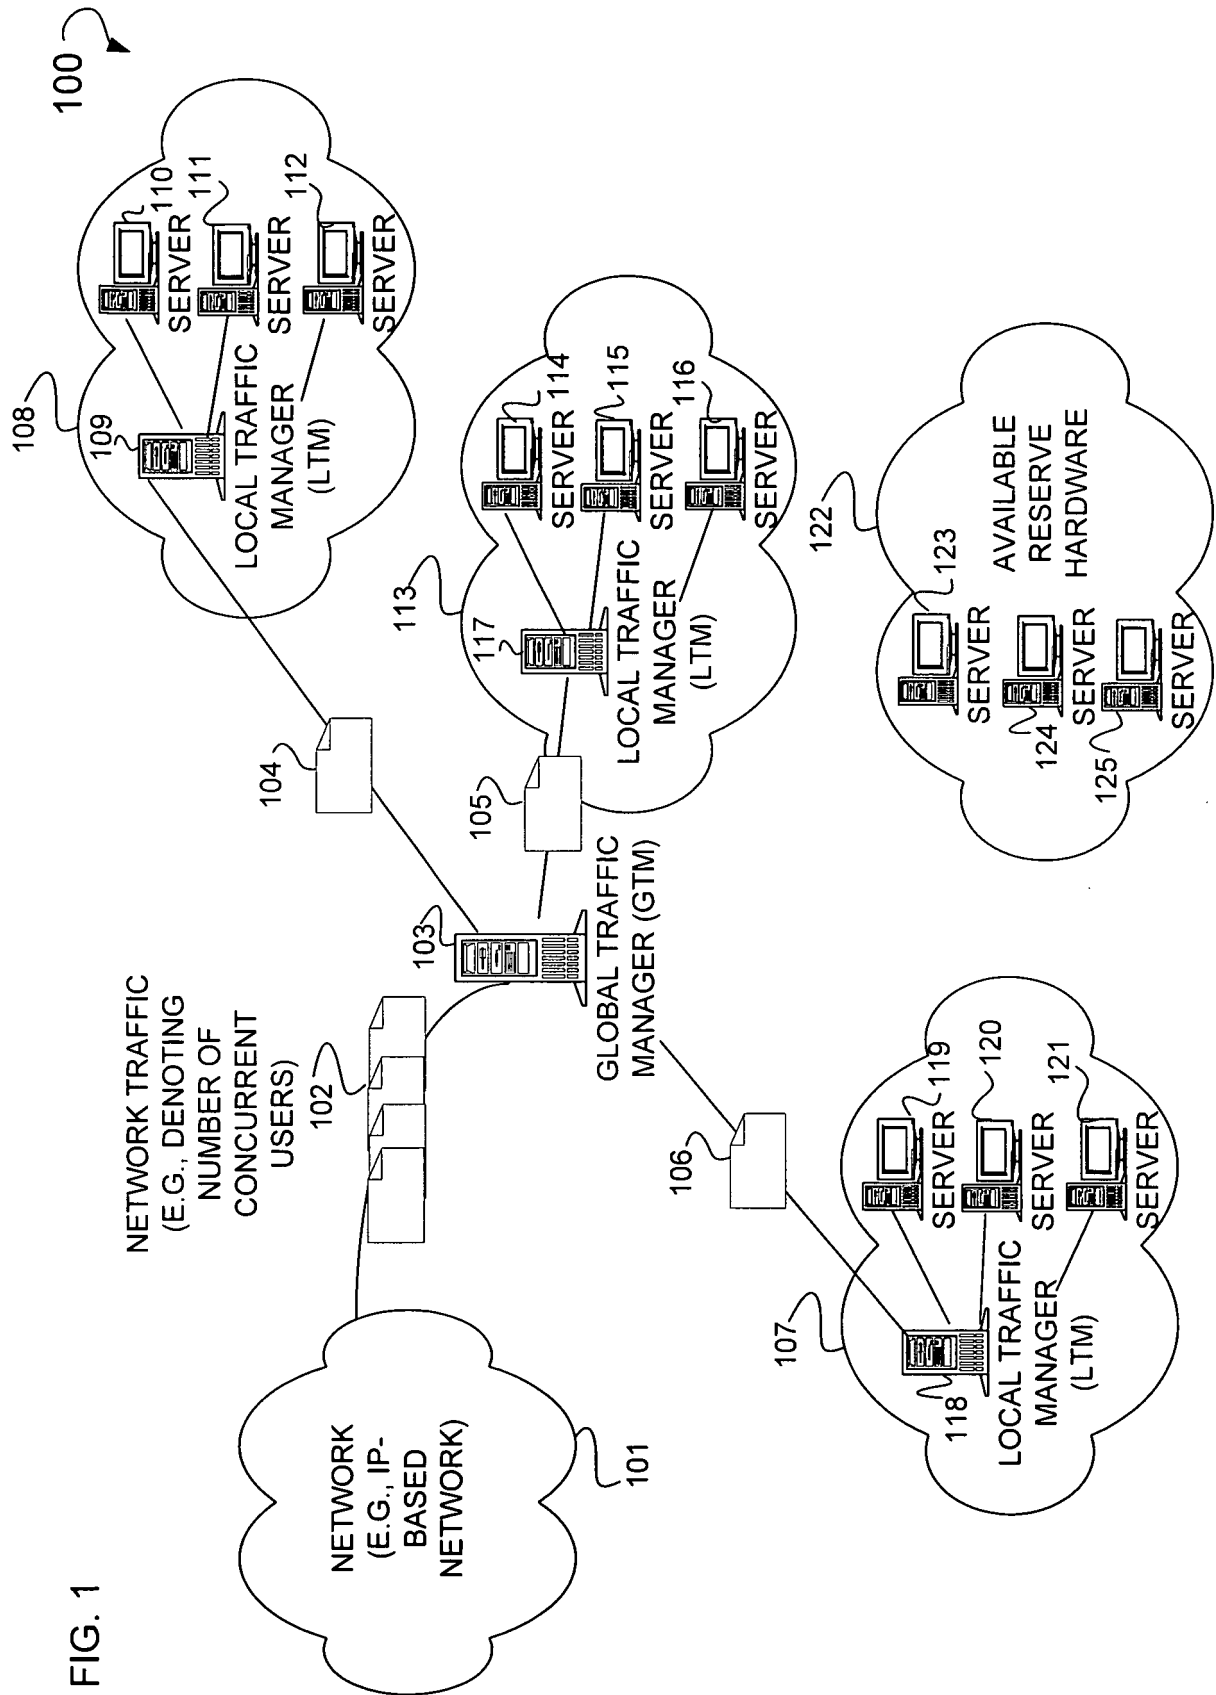 FIG. 1
100
NETWORK
(E.G., IP-
BASED
NETWORK)
101
NETWORK TRAFFIC
(E.G., DENOTING
NUMBER OF
CONCURRENT
USERS)
102
103
GLOBAL TRAFFIC
MANAGER (GTM)
104
105
106
108
109
LOCAL TRAFFIC
MANAGER
(LTM)
110
SERVER
111
SERVER
112
SERVER
113
117
LOCAL TRAFFIC
MANAGER
(LTM)
114
SERVER
115
SERVER
116
SERVER
107
118
LOCAL TRAFFIC
MANAGER
(LTM)
119
SERVER
120
SERVER
121
SERVER
122
123
SERVER
124
SERVER
125
SERVER
AVAILABLE
RESERVE
HARDWARE